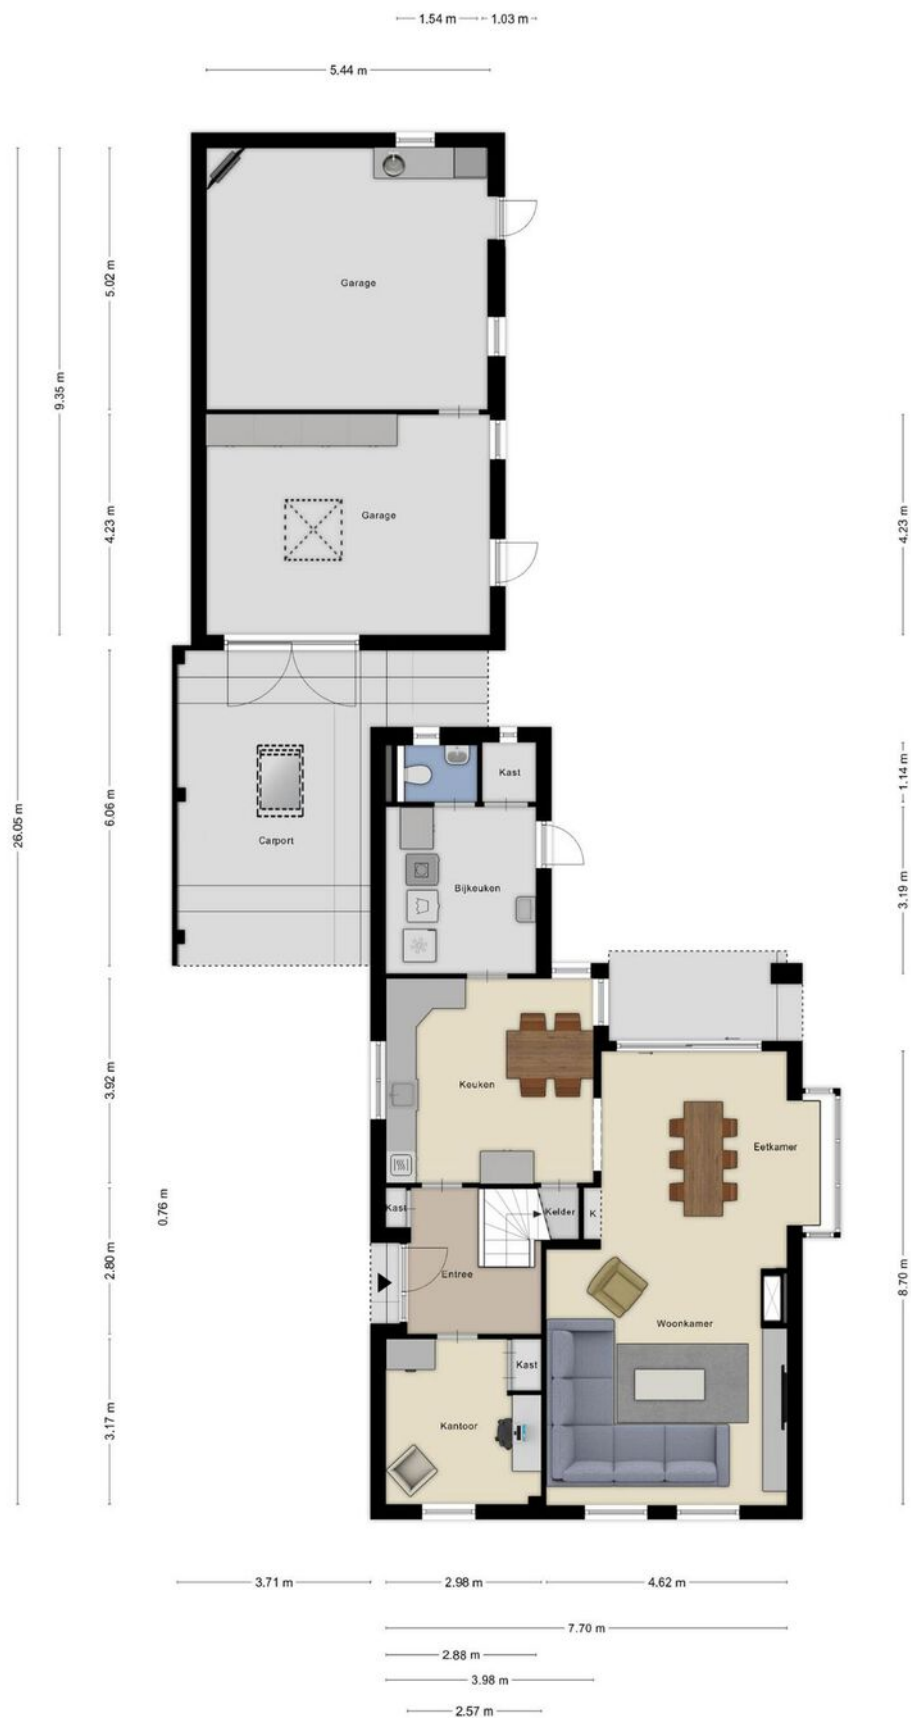 1.54 m
1.03 m
5.44 m
5.02 m
9.35 m
Garage
4.23 m
4.23 m
Garage
26.05 m
6.06 m
Carport
Kast
1.14 m
Bijkeuken
3.19 m
3.92 m
Keuken
Eetkamer
0.76 m
Kast
Kelder
K
2.80 m
Entree
8.70 m
Woonkamer
Kast
3.17 m
Kantoor
3.71 m
2.98 m
4.62 m
7.70 m
2.88 m
3.98 m
2.57 m